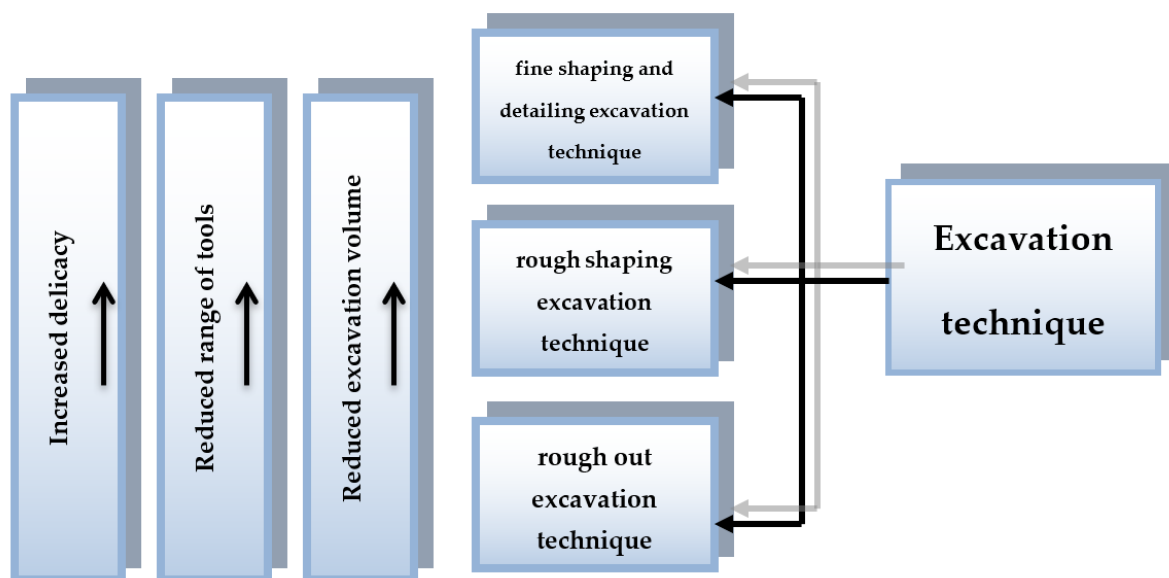 Increased delicacy
Reduced range of tools
Reduced excavation volume
fine shaping and
detailing excavation
technique
rough shaping
excavation
technique
rough out
excavation
technique
Excavation
technique